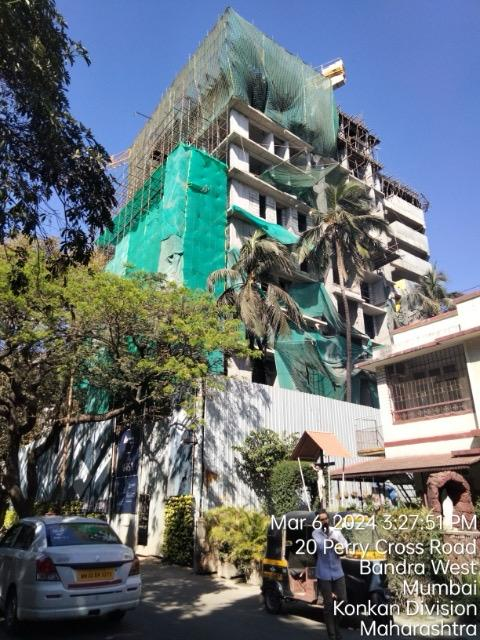 Mar 6, 2024 3:27:51 PM
20 Perry Cross Road
Bandra West
Mumbai
Konkan Division
Maharashtra